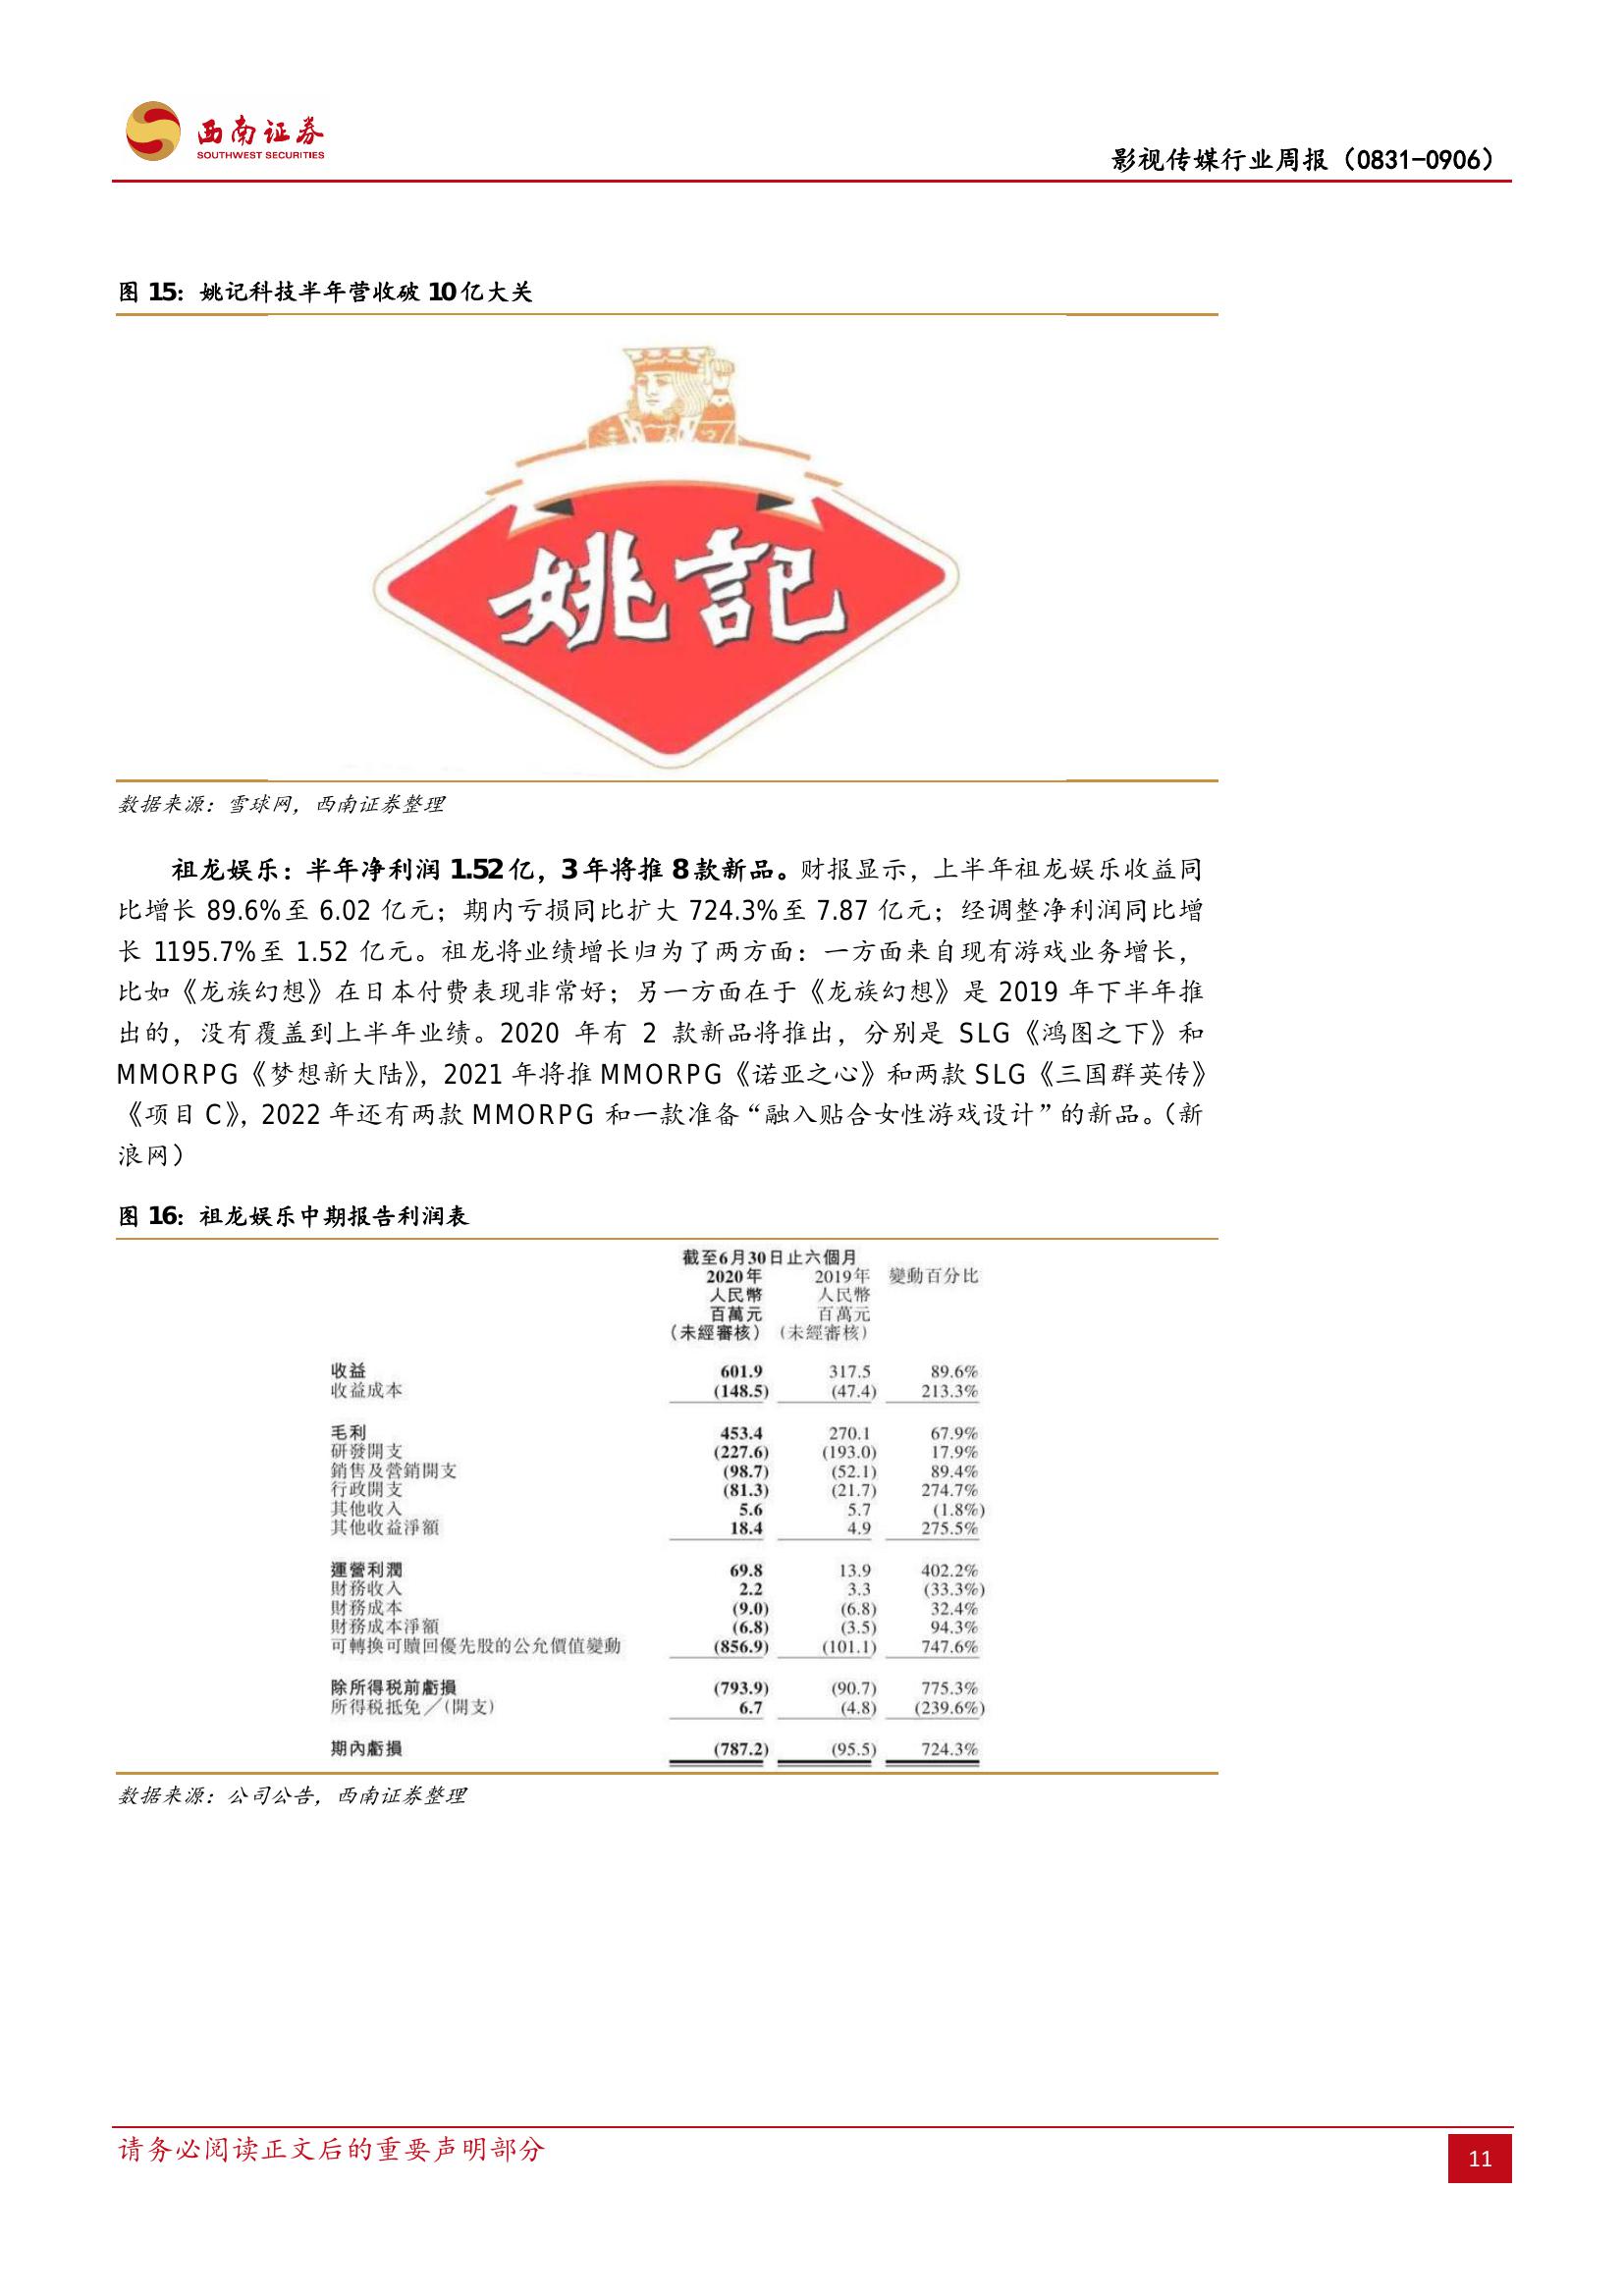 西南证券
SOUTHWEST SECURITIES
影视传媒行业周报（0831-0906）
图 15：姚记科技半年营收破 10 亿大关
姚記
数据来源：雪球网，西南证券整理
祖龙娱乐：半年净利润 1.52 亿，3 年将推 8 款新品。财报显示，上半年祖龙娱乐收益同
比增长 89.6%至 6.02 亿元；期内亏损同比扩大 724.3%至 7.87 亿元；经调整净利润同比增
长 1195.7%至 1.52 亿元。祖龙将业绩增长归为了两方面：一方面来自现有游戏业务增长，
比如《龙族幻想》在日本付费表现非常好；另一方面在于《龙族幻想》是 2019 年下半年推
出的，没有覆盖到上半年业绩。2020 年有 2 款新品将推出，分别是 SLG《鸿图之下》和
MMORPG《梦想新大陆》，2021 年将推 MMORPG《诺亚之心》和两款 SLG《三国群英传》
《项目 C》，2022 年还有两款 MMORPG 和一款准备“融入贴合女性游戏设计”的新品。（新
浪网）
图 16：祖龙娱乐中期报告利润表
截至6月30日止六個月
2020年 2019年 變動百分比
人民幣 人民幣
百萬元 百萬元
（未經審核） （未經審核）
收益 601.9 317.5 89.6%
收益成本 (148.5) (47.4) 213.3%
毛利 453.4 270.1 67.9%
研發開支 (227.6) (193.0) 17.9%
銷售及營銷開支 (98.7) (52.1) 89.4%
行政開支 (81.3) (21.7) 274.7%
其他收入 5.6 5.7 (1.8%)
其他收益淨額 18.4 4.9 275.5%
運營利潤 69.8 13.9 402.2%
財務收入 2.2 3.3 (33.3%)
財務成本 (9.0) (6.8) 32.4%
財務成本淨額 (6.8) (3.5) 94.3%
可轉換可贖回優先股的公允價值變動 (856.9) (101.1) 747.6%
除所得税前虧損 (793.9) (90.7) 775.3%
所得税抵免／(開支) 6.7 (4.8) (239.6%)
期內虧損 (787.2) (95.5) 724.3%
数据来源：公司公告，西南证券整理
请务必阅读正文后的重要声明部分
11